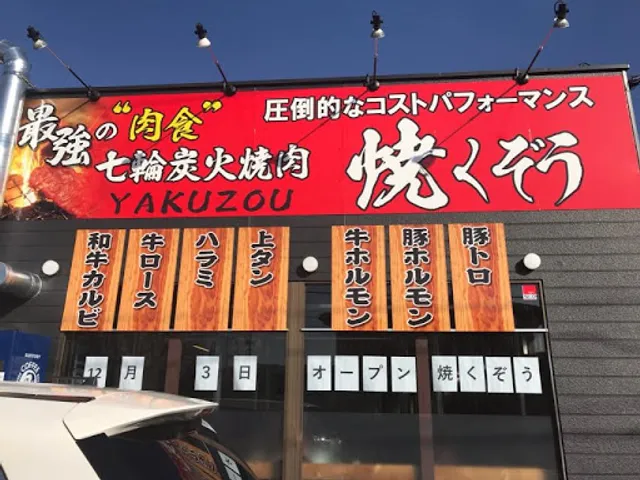 最強の“肉食”
七輪炭火焼肉
YAKUZOU
圧倒的なコストパフォーマンス
焼くぞう
和牛カルビ
牛ロース
ハラミ
上タン
牛ホルモン
豚ホルモン
豚トロ
12月 3日 オープン 焼くぞう
SUNTORY
COFFEE